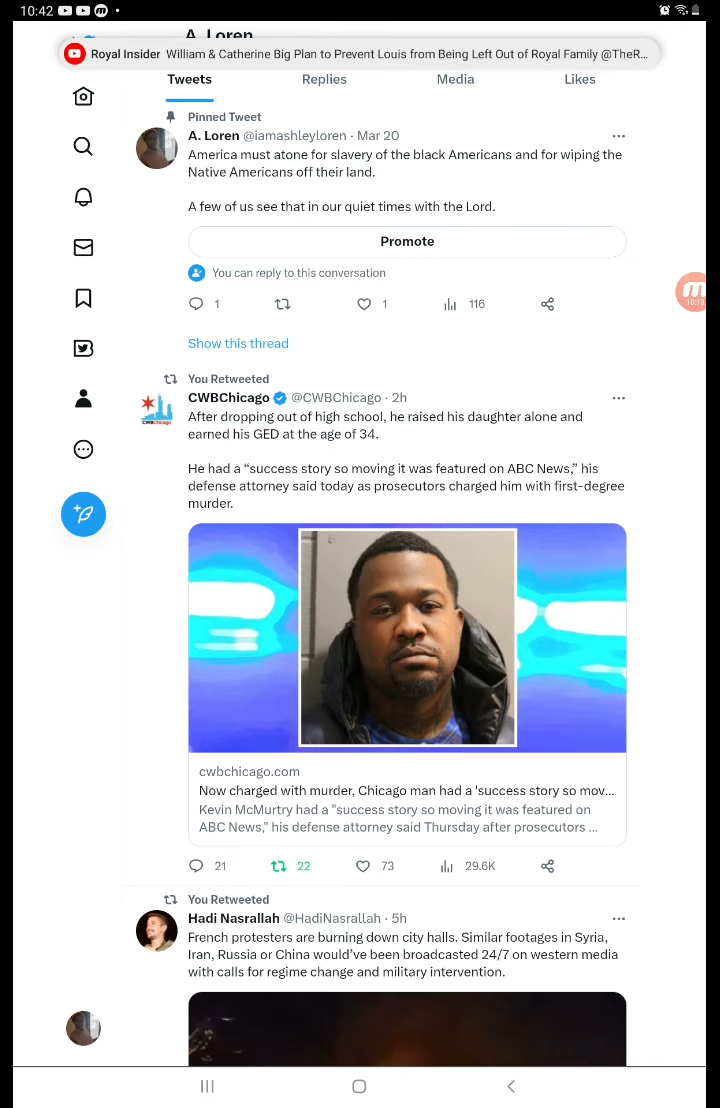 10:42
A. Loren
Royal Insider William & Catherine Big Plan to Prevent Louis from Being Left Out of Royal Family @TheR...
Tweets Replies Media Likes
Pinned Tweet
A. Loren @iamashleyloren · Mar 20
America must atone for slavery of the black Americans and for wiping the
Native Americans off their land.
A few of us see that in our quiet times with the Lord.
Promote
You can reply to this conversation
1 1 116
10:13
Show this thread
You Retweeted
CWBChicago @CWBChicago · 2h
After dropping out of high school, he raised his daughter alone and
earned his GED at the age of 34.
He had a “success story so moving it was featured on ABC News,” his
defense attorney said today as prosecutors charged him with first-degree
murder.
cwbchicago.com
Now charged with murder, Chicago man had a 'success story so mov...
Kevin McMurtry had a "success story so moving it was featured on
ABC News," his defense attorney said Thursday after prosecutors ...
21 22 73 29.6K
You Retweeted
Hadi Nasrallah @HadiNasrallah · 5h
French protesters are burning down city halls. Similar footages in Syria,
Iran, Russia or China would’ve been broadcasted 24/7 on western media
with calls for regime change and military intervention.